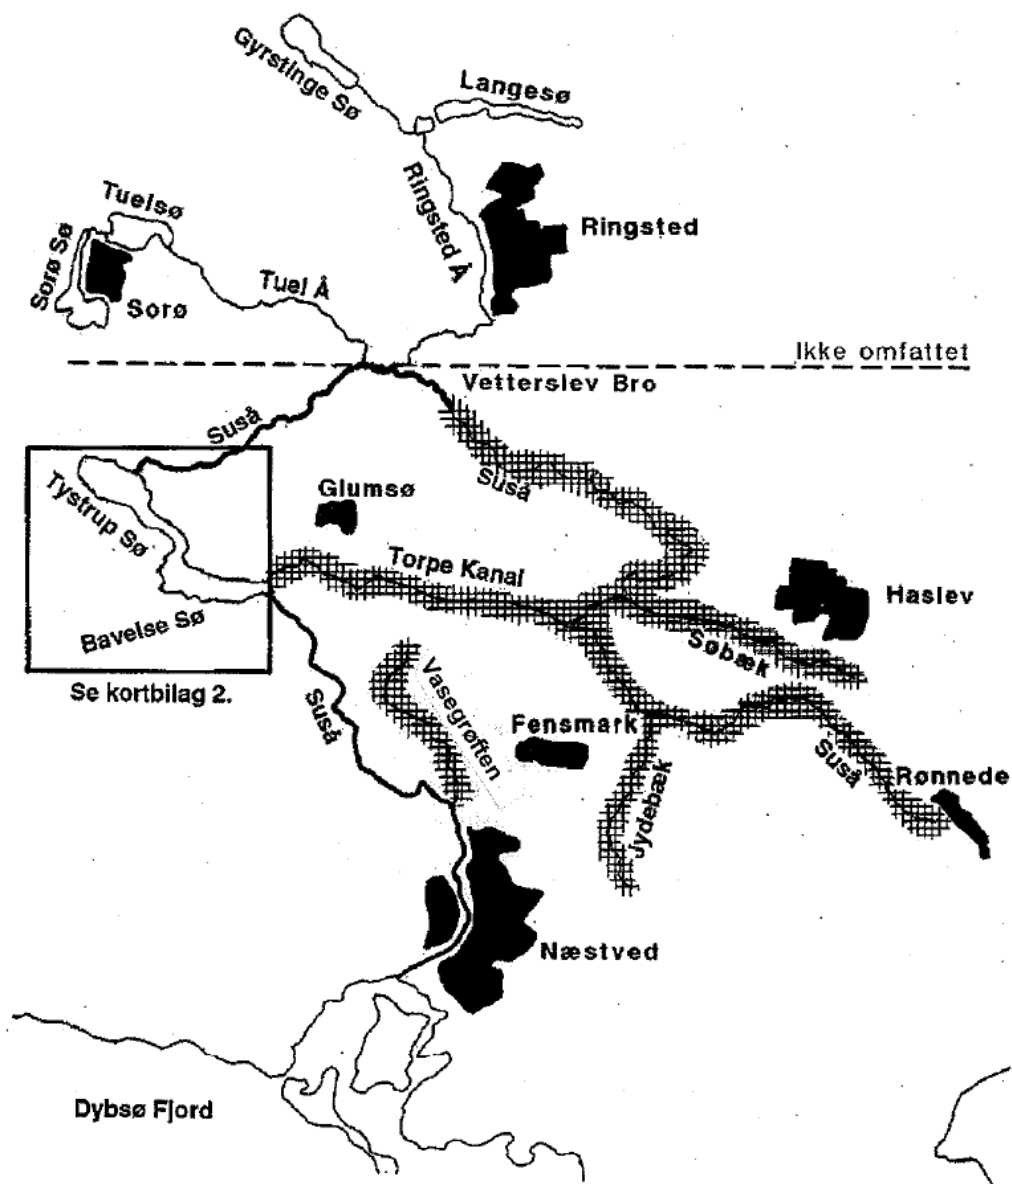 Gyrstinge Sø
Langesø
Ringsted Å
Tuelsø
Ringsted
Sorø Sø
Tuel Å
Sorø
Ikke omfattet
Vetterslev Bro
Suså
Tystrup Sø
Glumsø
Suså
Torpe Kanal
Haslev
Bavelse Sø
Søbæk
Se kortbilag 2.
Suså
Vasegrøften
Fensmark
Suså
Rønnede
Jydebæk
Næstved
Dybsø Fjord